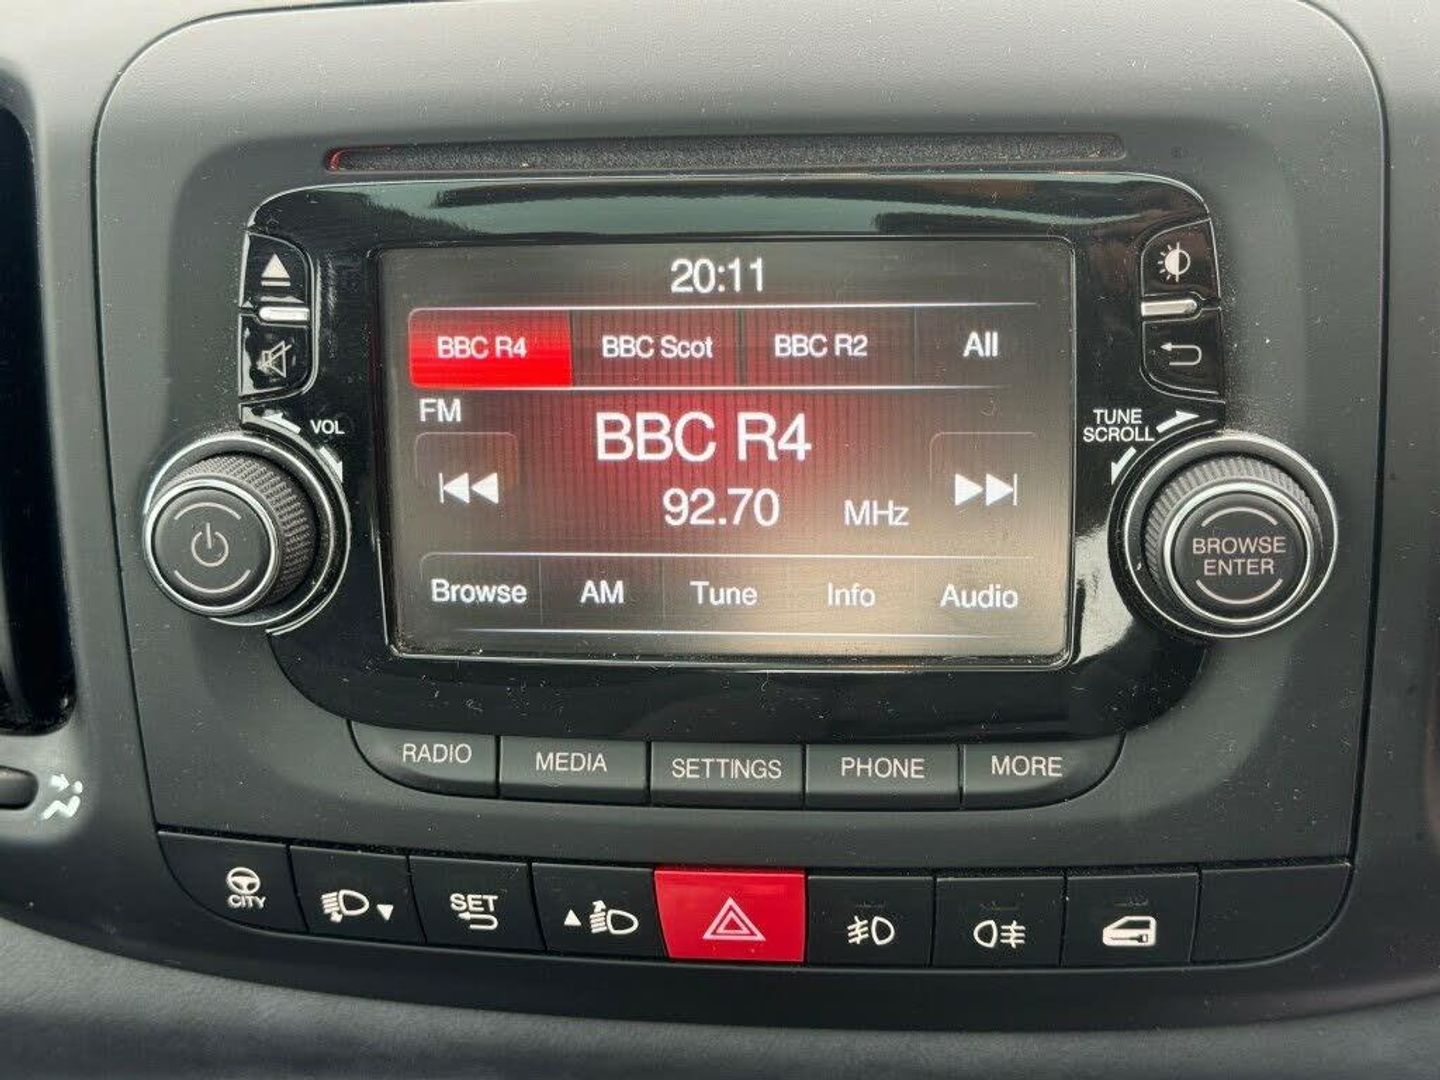 20:11
BBC R4 BBC Scot BBC R2 All
FM
BBC R4
92.70 MHz
Browse AM Tune Info Audio
VOL
TUNE
SCROLL
BROWSE
ENTER
RADIO MEDIA SETTINGS PHONE MORE
CITY
SET